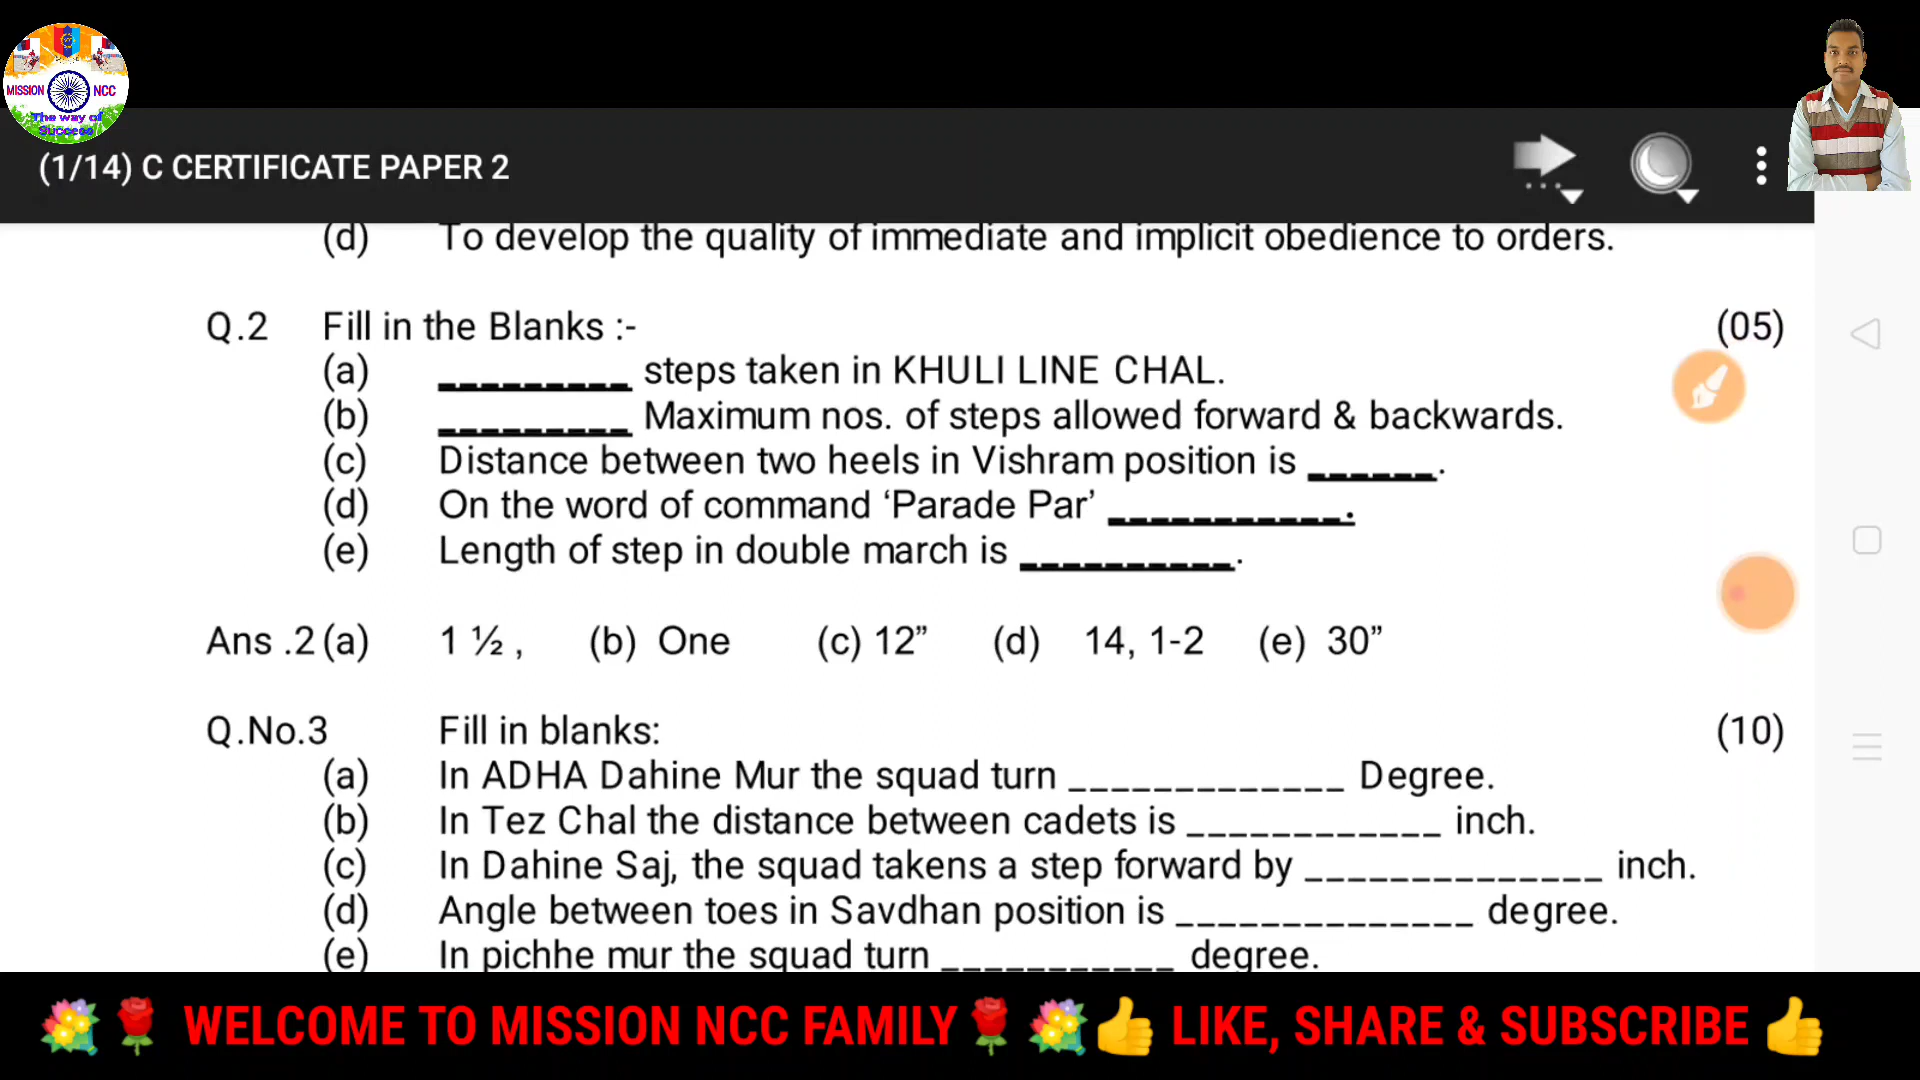 MISSION NCC
The way of
Success
(1/14) C CERTIFICATE PAPER 2
(d) To develop the quality of immediate and implicit obedience to orders.
Q.2 Fill in the Blanks :- (05)
(a) _________ steps taken in KHULI LINE CHAL.
(b) _________ Maximum nos. of steps allowed forward & backwards.
(c) Distance between two heels in Vishram position is ______.
(d) On the word of command ‘Parade Par’ ___________.
(e) Length of step in double march is __________.
Ans .2 (a) 1 ½ , (b) One (c) 12” (d) 14, 1-2 (e) 30”
Q.No.3 Fill in blanks: (10)
(a) In ADHA Dahine Mur the squad turn _____________ Degree.
(b) In Tez Chal the distance between cadets is ____________ inch.
(c) In Dahine Saj, the squad takens a step forward by ______________ inch.
(d) Angle between toes in Savdhan position is ______________ degree.
(e) In pichhe mur the squad turn ___________ degree.
WELCOME TO MISSION NCC FAMILY LIKE, SHARE & SUBSCRIBE